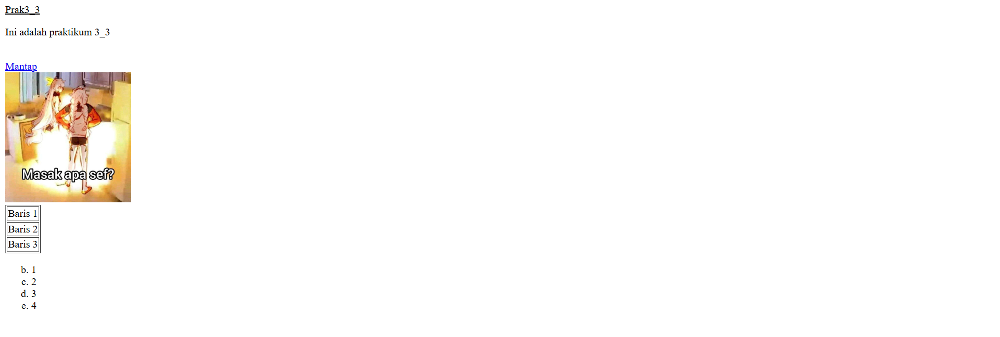 Prak3_3
Ini adalah praktikum 3_3
Mantap
Masak apa sef?
Baris 1
Baris 2
Baris 3
b. 1
c. 2
d. 3
e. 4